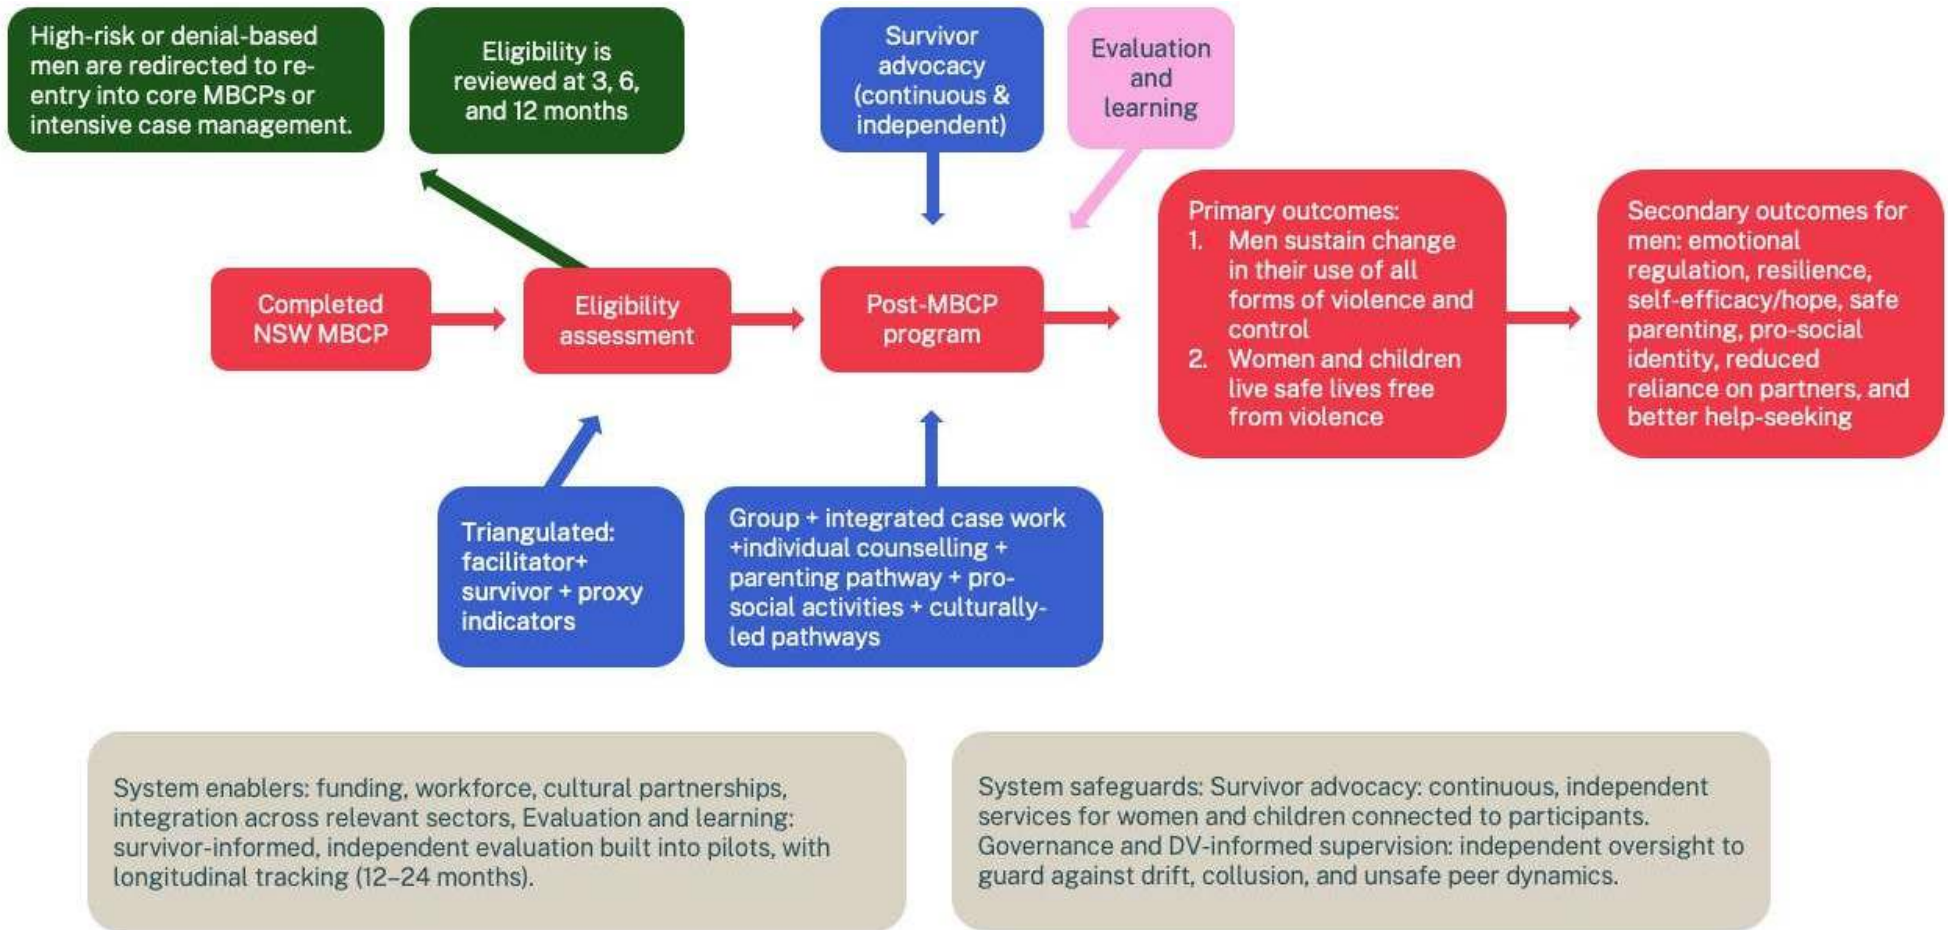 High-risk or denial-based
men are redirected to re-
entry into core MBCPs or
intensive case management.
Eligibility is
reviewed at 3, 6,
and 12 months
Survivor
advocacy
(continuous &
independent)
Evaluation
and
learning
Completed
NSW MBCP
Eligibility
assessment
Post-MBCP
program
Primary outcomes:
1. Men sustain change
in their use of all
forms of violence and
control
2. Women and children
live safe lives free
from violence
Secondary outcomes for
men: emotional
regulation, resilience,
self-efficacy/hope, safe
parenting, pro-social
identity, reduced
reliance on partners, and
better help-seeking
Triangulated:
facilitator+
survivor + proxy
indicators
Group + integrated case work
+individual counselling +
parenting pathway + pro-
social activities + culturally-
led pathways
System enablers: funding, workforce, cultural partnerships,
integration across relevant sectors, Evaluation and learning:
survivor-informed, independent evaluation built into pilots, with
longitudinal tracking (12–24 months).
System safeguards: Survivor advocacy: continuous, independent
services for women and children connected to participants.
Governance and DV-informed supervision: independent oversight to
guard against drift, collusion, and unsafe peer dynamics.